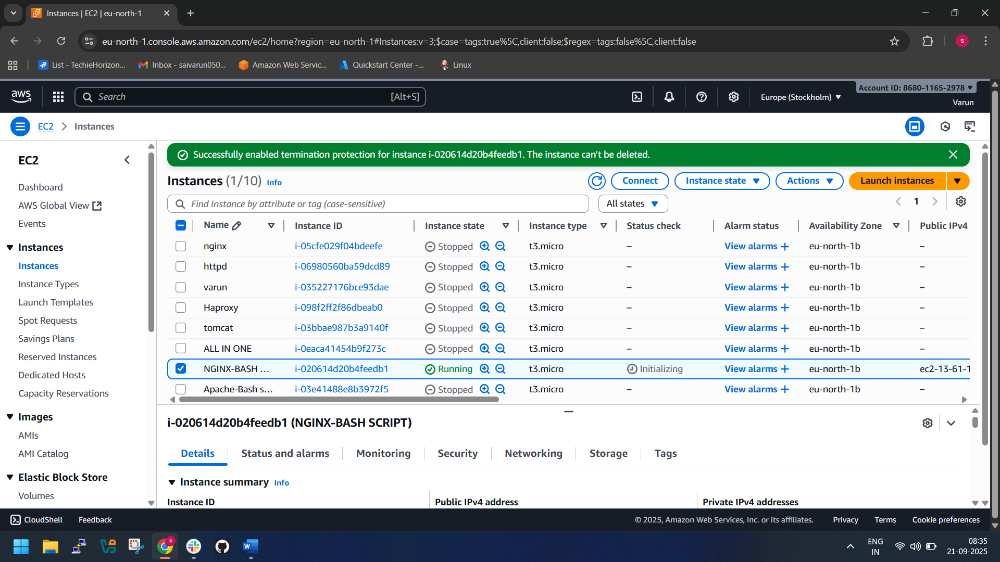 Instances | EC2 | eu-north-1
eu-north-1.console.aws.amazon.com/ec2/home?region=eu-north-1#Instances:v=3;$case=tags:true%5C,client:false;$regex=tags:false%5C,client:false
S
List - TechieHorizon...
Inbox - saivarun050...
Amazon Web Servic...
Quickstart Center -...
Linux
aws
Search
[Alt+S]
Europe (Stockholm)
Account ID: 8680-1165-2978
Varun
EC2
Instances
EC2
Dashboard
AWS Global View
Events
Instances
Instances
Instance Types
Launch Templates
Spot Requests
Savings Plans
Reserved Instances
Dedicated Hosts
Capacity Reservations
Images
AMIs
AMI Catalog
Elastic Block Store
Volumes
Successfully enabled termination protection for instance i-020614d20b4feedb1. The instance can't be deleted.
Instances (1/10) Info
Connect
Instance state
Actions
Launch instances
Find Instance by attribute or tag (case-sensitive)
All states
1
Name Instance ID Instance state Instance type Status check Alarm status Availability Zone Public IPv4
nginx i-05cfe029f04bdeefe Stopped t3.micro – View alarms + eu-north-1b –
httpd i-06980560ba59dcd89 Stopped t3.micro – View alarms + eu-north-1b –
varun i-035227176bce93dae Stopped t3.micro – View alarms + eu-north-1b –
Haproxy i-098f2ff2f86dbeab0 Stopped t3.micro – View alarms + eu-north-1b –
tomcat i-03bbae987b3a9140f Stopped t3.micro – View alarms + eu-north-1b –
ALL IN ONE i-0eaca41454b9f273c Stopped t3.micro – View alarms + eu-north-1b –
NGINX-BASH ... i-020614d20b4feedb1 Running t3.micro Initializing View alarms + eu-north-1b ec2-13-61-1
Apache-Bash s... i-03e41488e8b3972f5 Stopped t3.micro – View alarms + eu-north-1b –
i-020614d20b4feedb1 (NGINX-BASH SCRIPT)
Details
Status and alarms
Monitoring
Security
Networking
Storage
Tags
Instance summary Info
Instance ID
Public IPv4 address
Private IPv4 addresses
CloudShell
Feedback
© 2025, Amazon Web Services, Inc. or its affiliates.
Privacy
Terms
Cookie preferences
ENG
IN
08:35
21-09-2025